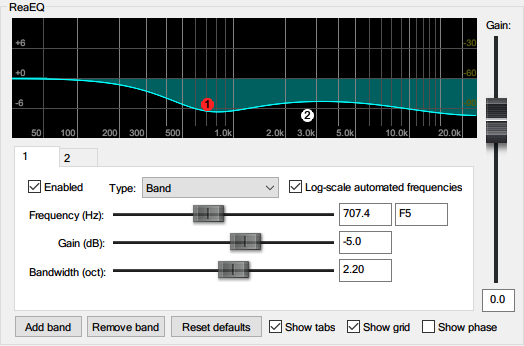 ReaEQ
Gain:
+6
-30
+0
-60
-6
1
2
50 100 200 300 500 1.0k 2.0k 3.0k 5.0k 10.0k 20.0k
1 2
Enabled Type: Band Log-scale automated frequencies
Frequency (Hz): 707.4 F5
Gain (dB): -5.0
Bandwidth (oct): 2.20
0.0
Add band Remove band Reset defaults Show tabs Show grid Show phase